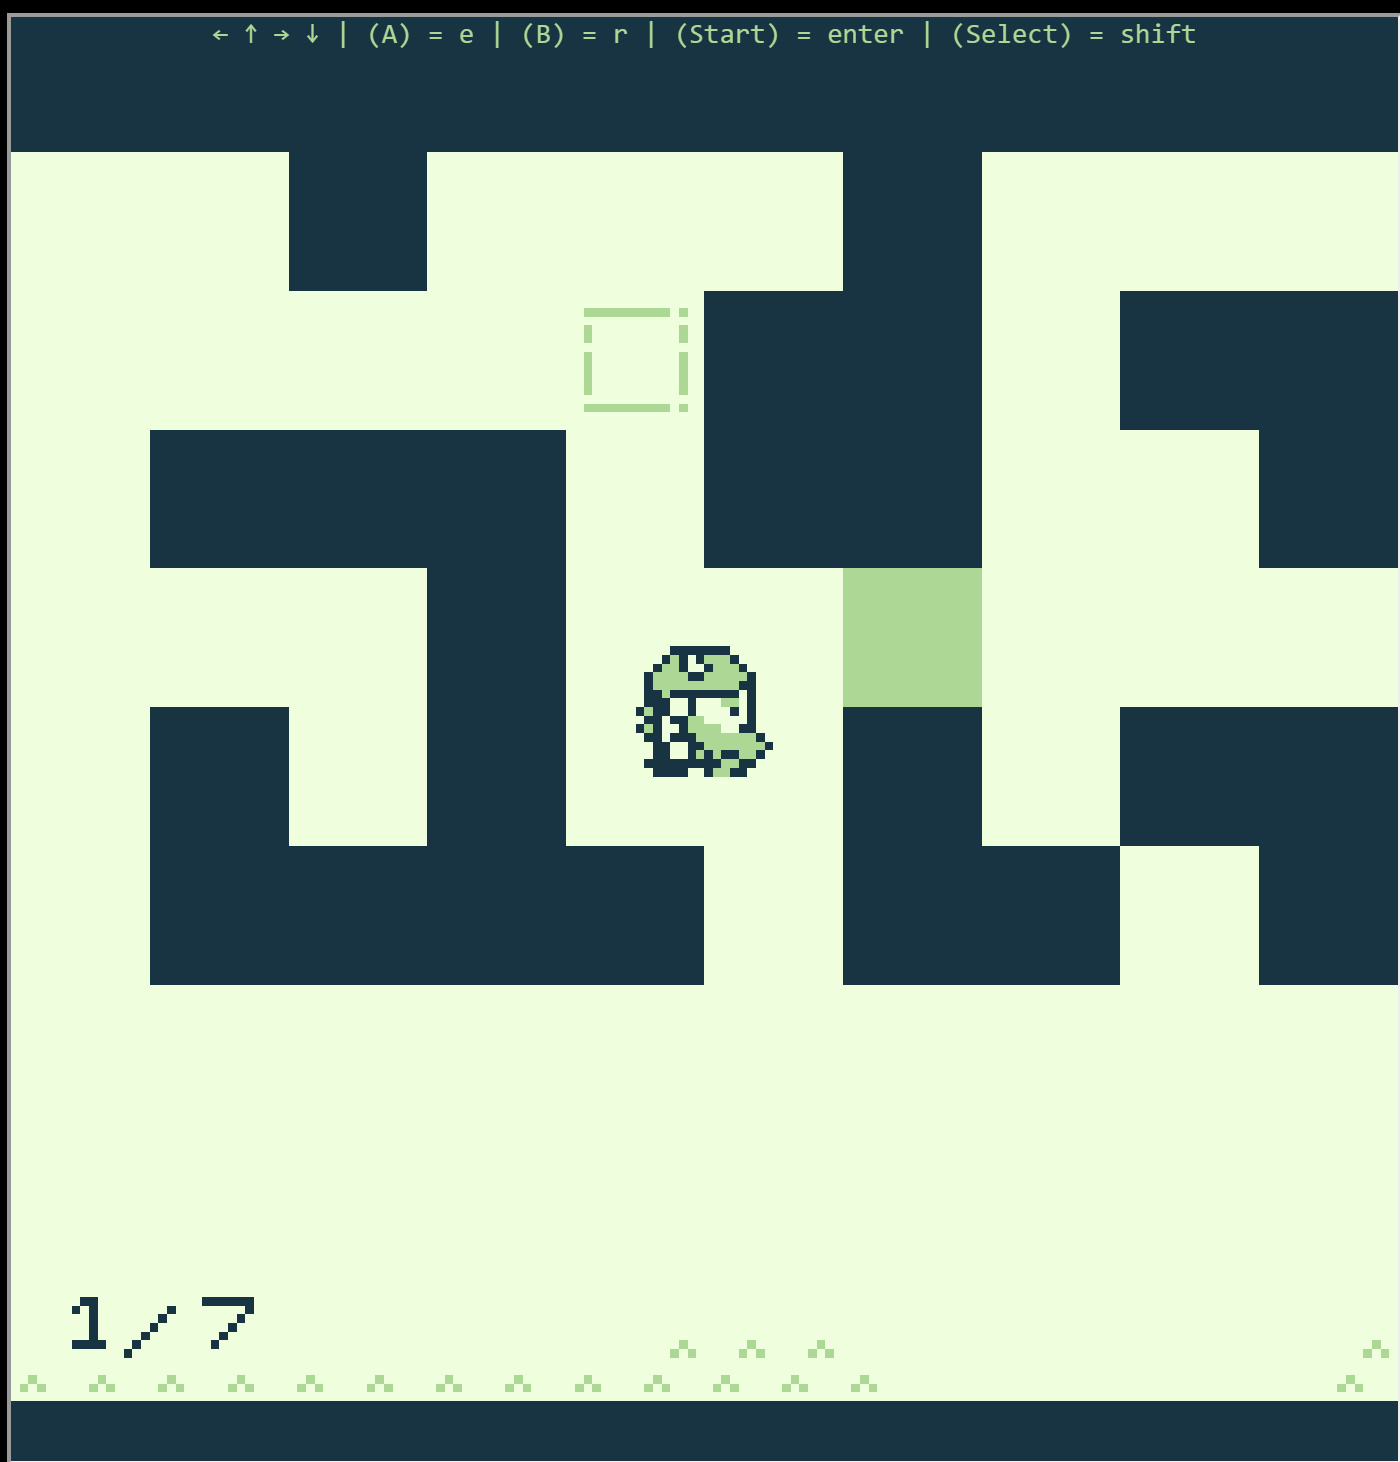 ← ↑ → ↓ | (A) = e | (B) = r | (Start) = enter | (Select) = shift
1/7